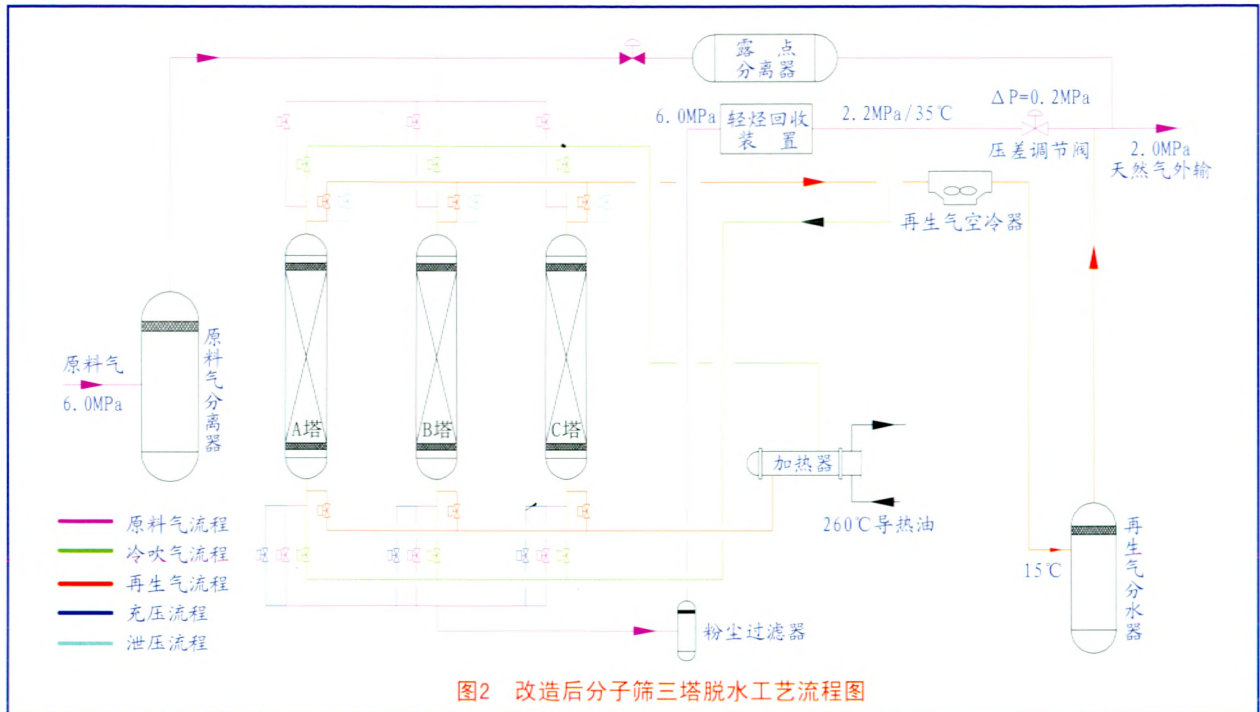 露 点
分离器
ΔP=0.2MPa
6.0MPa
轻烃回收
装 置
2.2MPa/35℃
压差调节阀
2.0MPa
天然气外输
再生气空冷器
原料气
6.0MPa
原料气分离器
A塔
B塔
C塔
加热器
260℃导热油
15℃
再生气分水器
粉尘过滤器
原料气流程
冷吹气流程
再生气流程
充压流程
泄压流程
图2 改造后分子筛三塔脱水工艺流程图